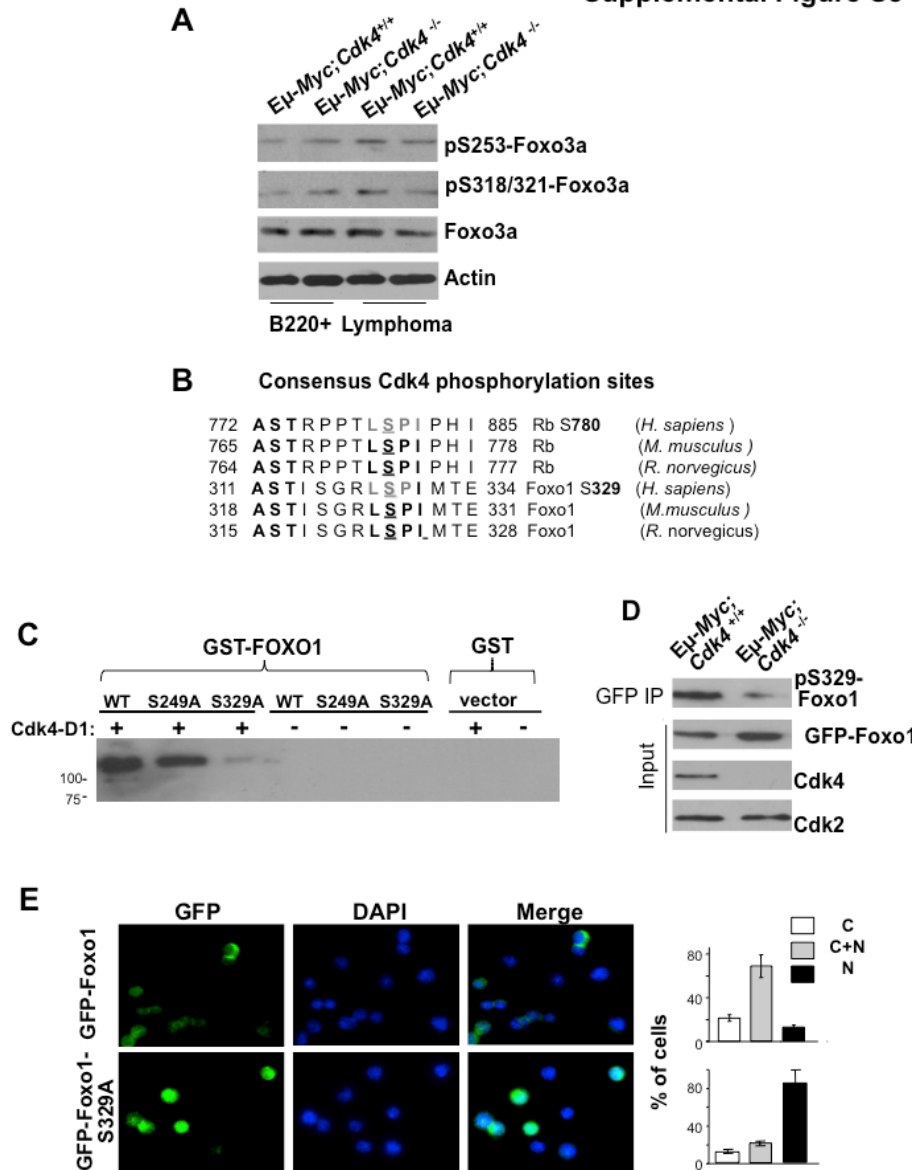 A
Eμ-Myc;Cdk4+/+
Eμ-Myc;Cdk4-/-
Eμ-Myc;Cdk4+/+
Eμ-Myc;Cdk4-/-
pS253-Foxo3a
pS318/321-Foxo3a
Foxo3a
Actin
B220+ Lymphoma
B Consensus Cdk4 phosphorylation sites
772 A S T R P P T L S P I P H I 885 Rb S780 (H. sapiens )
765 A S T R P P T L S P I P H I 778 Rb (M. musculus )
764 A S T R P P T L S P I P H I 777 Rb (R. norvegicus)
311 A S T I S G R L S P I M T E 334 Foxo1 S329 (H. sapiens)
318 A S T I S G R L S P I M T E 331 Foxo1 (M.musculus )
315 A S T I S G R L S P I M T E 328 Foxo1 (R. norvegicus)
C
GST-FOXO1 GST
WT S249A S329A WT S249A S329A vector
Cdk4-D1: + + + - - - + -
100-
75-
D
Eμ-Myc;
Cdk4+/+
Eμ-Myc;
Cdk4-/-
GFP IP
pS329-
Foxo1
Input
GFP-Foxo1
Cdk4
Cdk2
E
GFP DAPI Merge
GFP-Foxo1
GFP-Foxo1-
S329A
C
C+N
N
% of cells
80
40
0
80
40
0